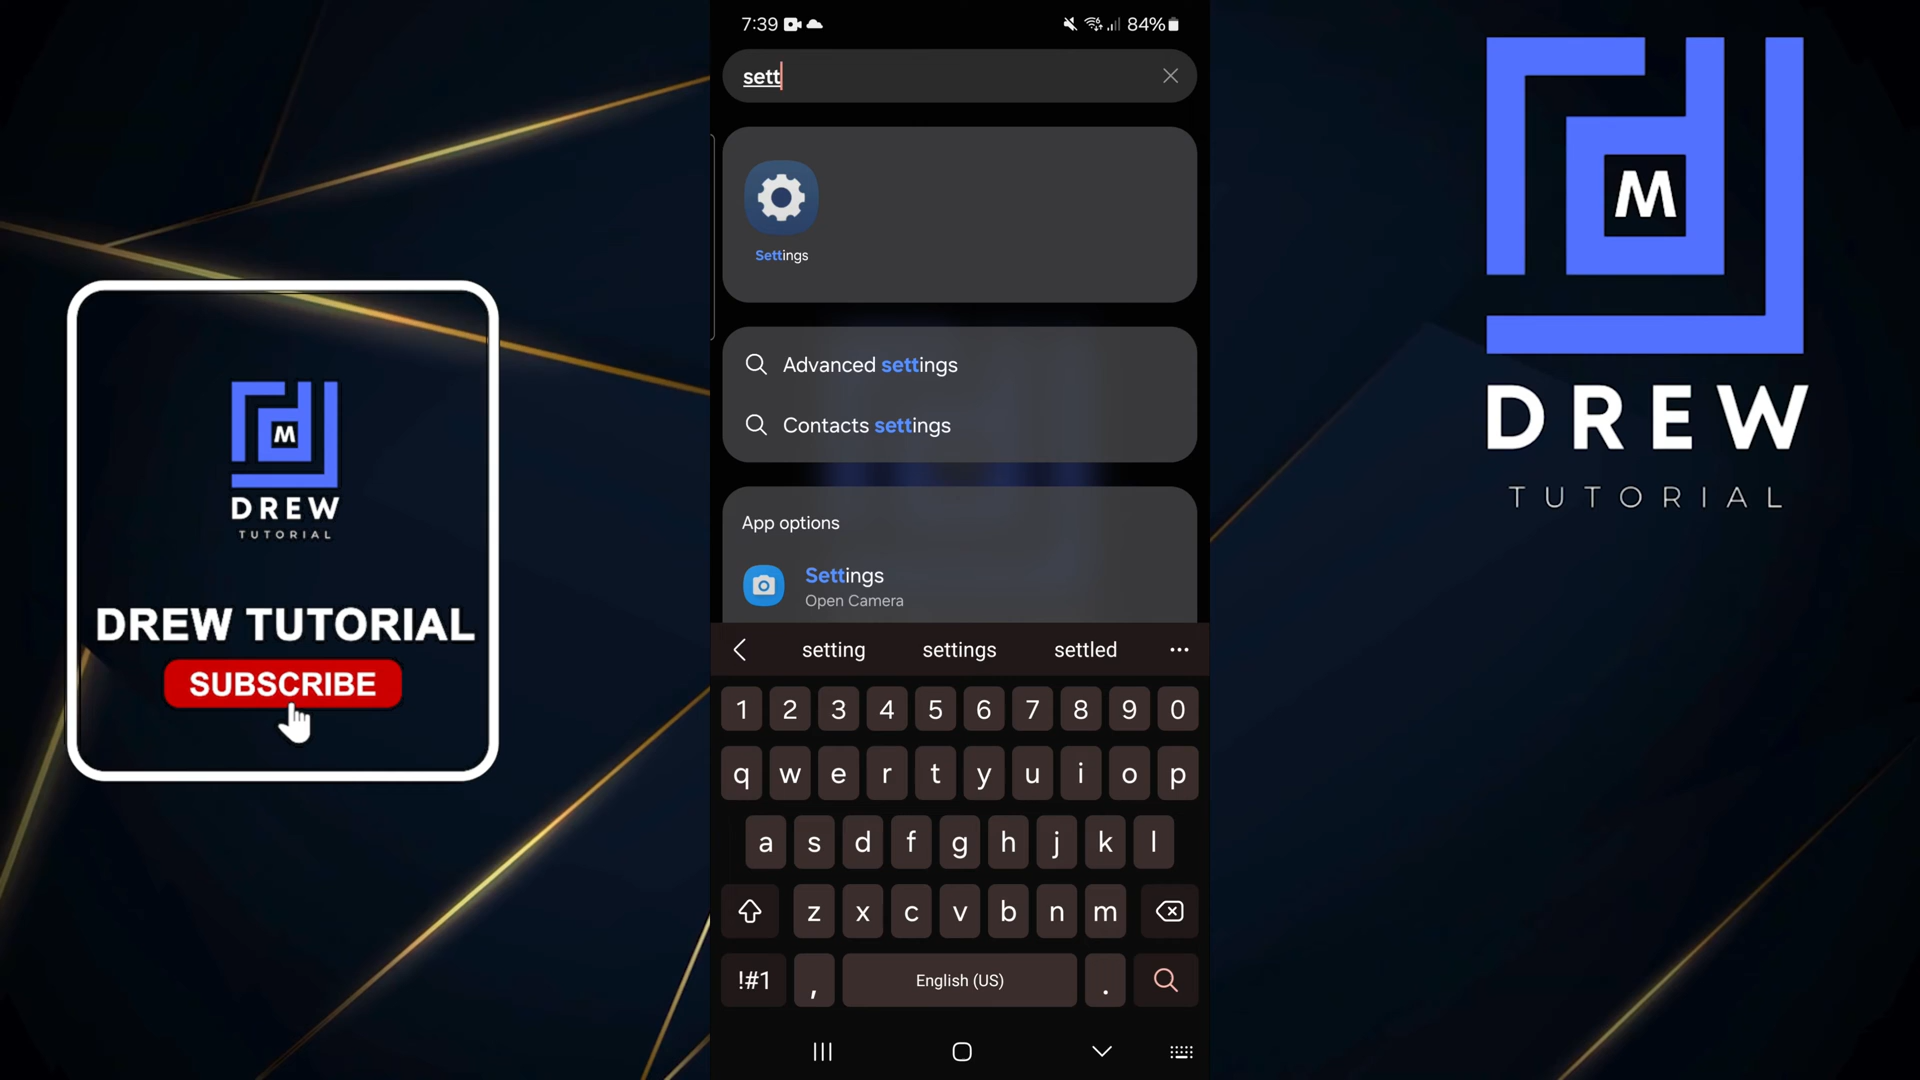 7:39
84%
sett
Settings
Advanced settings
Contacts settings
App options
Settings
Open Camera
setting settings settled
1 2 3 4 5 6 7 8 9 0
q w e r t y u i o p
a s d f g h j k l
z x c v b n m
!#1 , English (US) .
M
DREW
TUTORIAL
DREW TUTORIAL
SUBSCRIBE
M
DREW
TUTORIAL